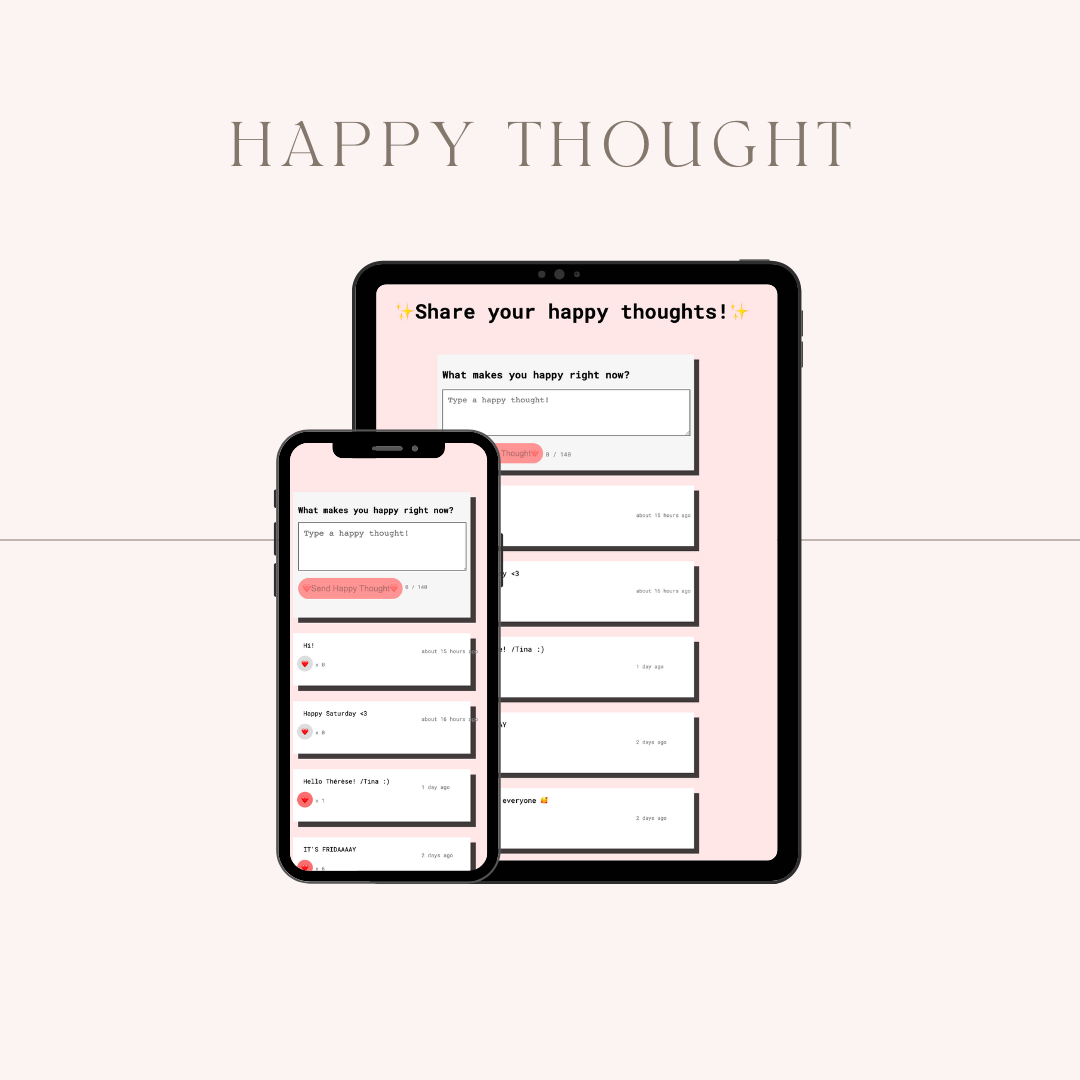 HAPPY THOUGHT
✨Share your happy thoughts!✨
What makes you happy right now?
Type a happy thought!
Thought
0 / 140
about 15 hours ago
y <3
about 16 hours ago
e! /Tina :)
1 day ago
AY
2 days ago
everyone 🥰
2 days ago
What makes you happy right now?
Type a happy thought!
Send Happy Thought
0 / 140
Hi!
about 15 hours ago
x 0
Happy Saturday <3
about 16 hours ago
x 0
Hello Thérèse! /Tina :)
1 day ago
x 1
IT'S FRIDAAAAY
2 days ago